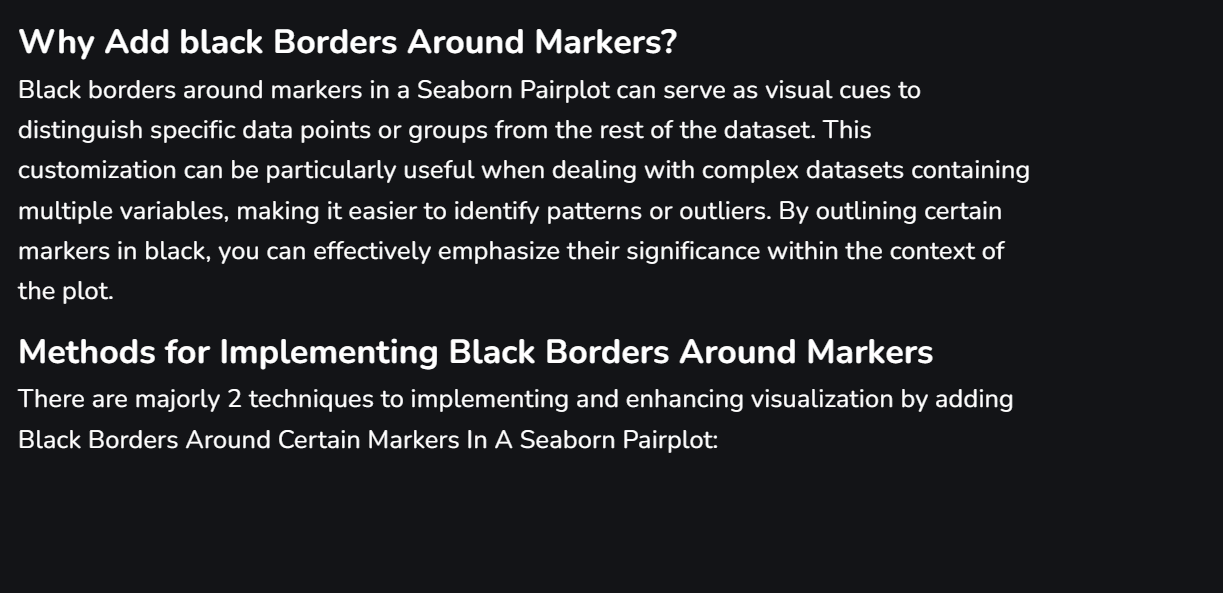 Why Add black Borders Around Markers?
Black borders around markers in a Seaborn Pairplot can serve as visual cues to
distinguish specific data points or groups from the rest of the dataset. This
customization can be particularly useful when dealing with complex datasets containing
multiple variables, making it easier to identify patterns or outliers. By outlining certain
markers in black, you can effectively emphasize their significance within the context of
the plot.
Methods for Implementing Black Borders Around Markers
There are majorly 2 techniques to implementing and enhancing visualization by adding
Black Borders Around Certain Markers In A Seaborn Pairplot: